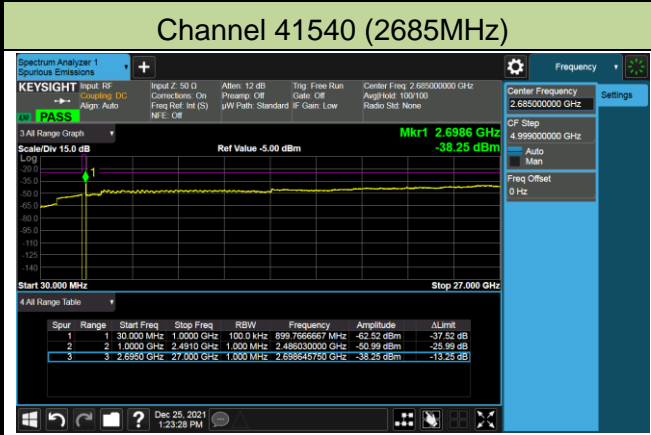 Channel 41540 (2685MHz)
Spectrum Analyzer 1
Spurious Emissions
+
Frequency
KEYSIGHT Input: RF Input Z: 50 Ω Atten: 12 dB Trig: Free Run Center Freq: 2.685000000 GHz
Coupling: DC Corrections: On Preamp: Off Gate: Off Avg|Hold: 100/100
Align: Auto Freq Ref: Int (S) µW Path: Standard IF Gain: Low Radio Std: None
NFE: Off
PASS
Center Frequency
2.685000000 GHz
Settings
CF Step
4.999000000 GHz
Auto
Man
Freq Offset
0 Hz
3 All Range Graph
Mkr1 2.6986 GHz
Scale/Div 15.0 dB Ref Value -5.00 dBm -38.25 dBm
Log
1
-20.0
-35.0
-50.0
-65.0
-80.0
-95.0
-110
-125
-140
Start 30.000 MHz Stop 27.000 GHz
4 All Range Table
Spur Range Start Freq Stop Freq RBW Frequency Amplitude ΔLimit
1 1 30.000 MHz 1.0000 GHz 100.0 kHz 899.7666667 MHz -62.52 dBm -37.52 dB
2 2 1.0000 GHz 2.4910 GHz 1.000 MHz 2.486030000 GHz -50.99 dBm -25.99 dB
3 3 2.6950 GHz 27.000 GHz 1.000 MHz 2.698645750 GHz -38.25 dBm -13.25 dB
?
Dec 25, 2021
1:23:28 PM